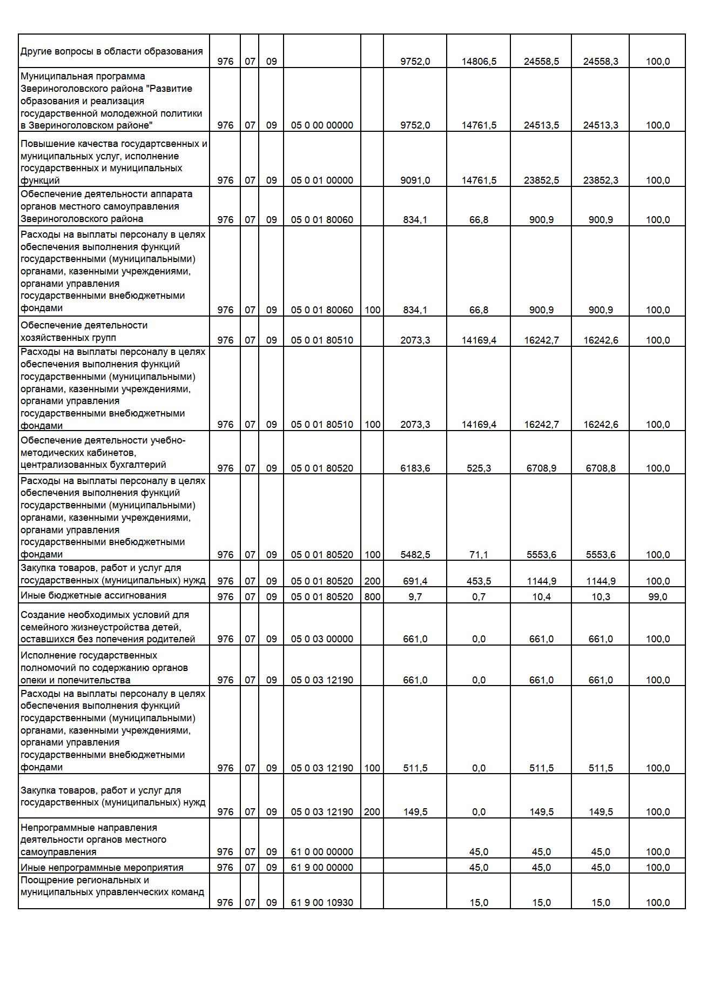 Другие вопросы в области образования 976 07 09 9752,0 14806,5 24558,5 24558,3 100,0
Муниципальная программа
Звериноголовского района "Развитие
образования и реализация
государственной молодежной политики
в Звериноголовском районе" 976 07 09 05 0 00 00000 9752,0 14761,5 24513,5 24513,3 100,0
Повышение качества государтсвенных и
муниципальных услуг, исполнение
государственных и муниципальных
функций 976 07 09 05 0 01 00000 9091,0 14761,5 23852,5 23852,3 100,0
Обеспечение деятельности аппарата
органов местного самоуправления
Звериноголовского района 976 07 09 05 0 01 80060 834,1 66,8 900,9 900,9 100,0
Расходы на выплаты персоналу в целях
обеспечения выполнения функций
государственными (муниципальными)
органами, казенными учреждениями,
органами управления
государственными внебюджетными
фондами 976 07 09 05 0 01 80060 100 834,1 66,8 900,9 900,9 100,0
Обеспечение деятельности
хозяйственных групп 976 07 09 05 0 01 80510 2073,3 14169,4 16242,7 16242,6 100,0
Расходы на выплаты персоналу в целях
обеспечения выполнения функций
государственными (муниципальными)
органами, казенными учреждениями,
органами управления
государственными внебюджетными
фондами 976 07 09 05 0 01 80510 100 2073,3 14169,4 16242,7 16242,6 100,0
Обеспечение деятельности учебно-
методических кабинетов,
централизованных бухгалтерий 976 07 09 05 0 01 80520 6183,6 525,3 6708,9 6708,8 100,0
Расходы на выплаты персоналу в целях
обеспечения выполнения функций
государственными (муниципальными)
органами, казенными учреждениями,
органами управления
государственными внебюджетными
фондами 976 07 09 05 0 01 80520 100 5482,5 71,1 5553,6 5553,6 100,0
Закупка товаров, работ и услуг для
государственных (муниципальных) нужд 976 07 09 05 0 01 80520 200 691,4 453,5 1144,9 1144,9 100,0
Иные бюджетные ассигнования 976 07 09 05 0 01 80520 800 9,7 0,7 10,4 10,3 99,0
Создание необходимых условий для
семейного жизнеустройства детей,
оставшихся без попечения родителей 976 07 09 05 0 03 00000 661,0 0,0 661,0 661,0 100,0
Исполнение государственных
полномочий по содержанию органов
опеки и попечительства 976 07 09 05 0 03 12190 661,0 0,0 661,0 661,0 100,0
Расходы на выплаты персоналу в целях
обеспечения выполнения функций
государственными (муниципальными)
органами, казенными учреждениями,
органами управления
государственными внебюджетными
фондами 976 07 09 05 0 03 12190 100 511,5 0,0 511,5 511,5 100,0
Закупка товаров, работ и услуг для
государственных (муниципальных) нужд
976 07 09 05 0 03 12190 200 149,5 0,0 149,5 149,5 100,0
Непрограммные направления
деятельности органов местного
самоуправления 976 07 09 61 0 00 00000 45,0 45,0 45,0 100,0
Иные непрограммные мероприятия 976 07 09 61 9 00 00000 45,0 45,0 45,0 100,0
Поощрение региональных и
муниципальных управленческих команд
976 07 09 61 9 00 10930 15,0 15,0 15,0 100,0